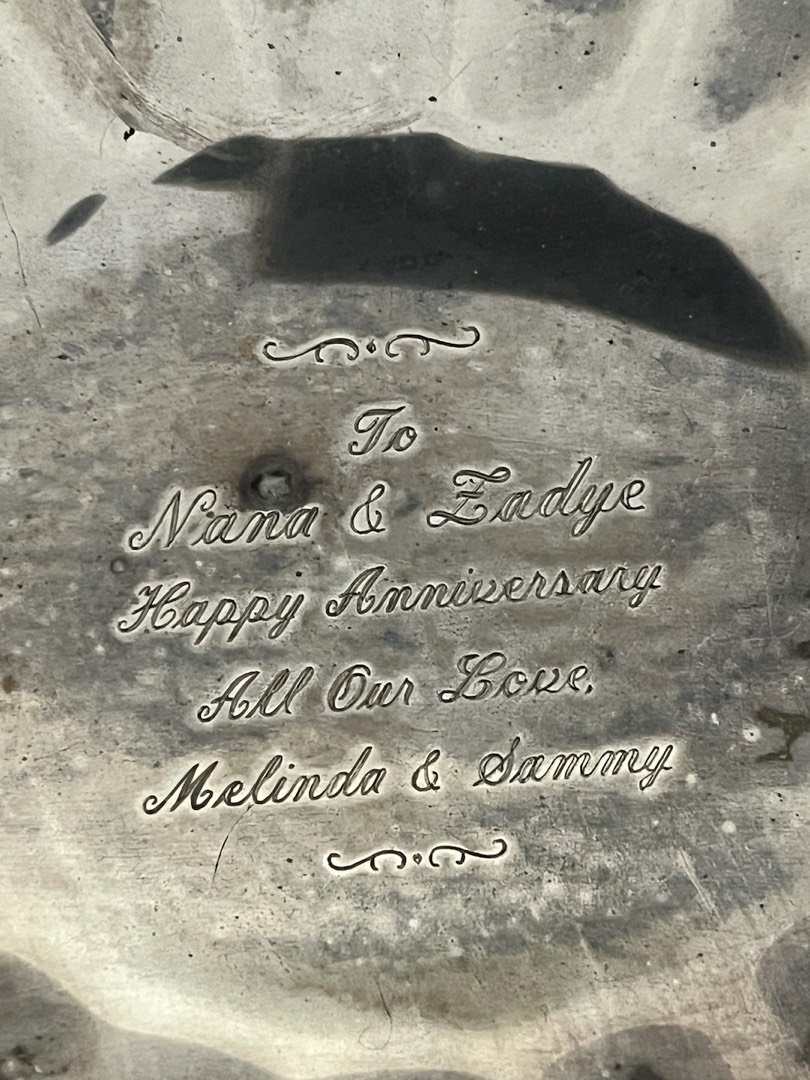 To
Nana & Zadye
Happy Anniversary
All Our Love,
Melinda & Sammy